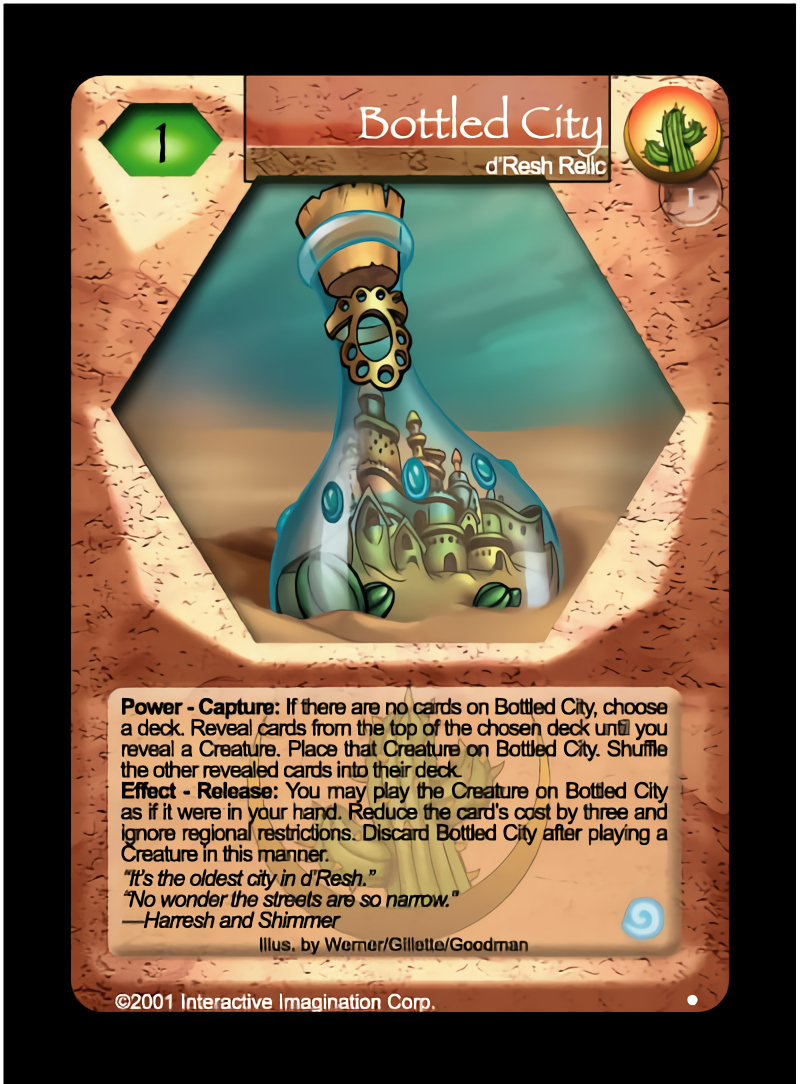 1
Bottled City
d'Resh Relic
I
Power - Capture: If there are no cards on Bottled City, choose
a deck. Reveal cards from the top of the chosen deck until you
reveal a Creature. Place that Creature on Bottled City. Shuffle
the other revealed cards into their deck.
Effect - Release: You may play the Creature on Bottled City
as if it were in your hand. Reduce the card's cost by three and
ignore regional restrictions. Discard Bottled City after playing a
Creature in this manner.
"It's the oldest city in d'Resh."
"No wonder the streets are so narrow."
—Harresh and Shimmer
Illus. by Werner/Gillette/Goodman
©2001 Interactive Imagination Corp.